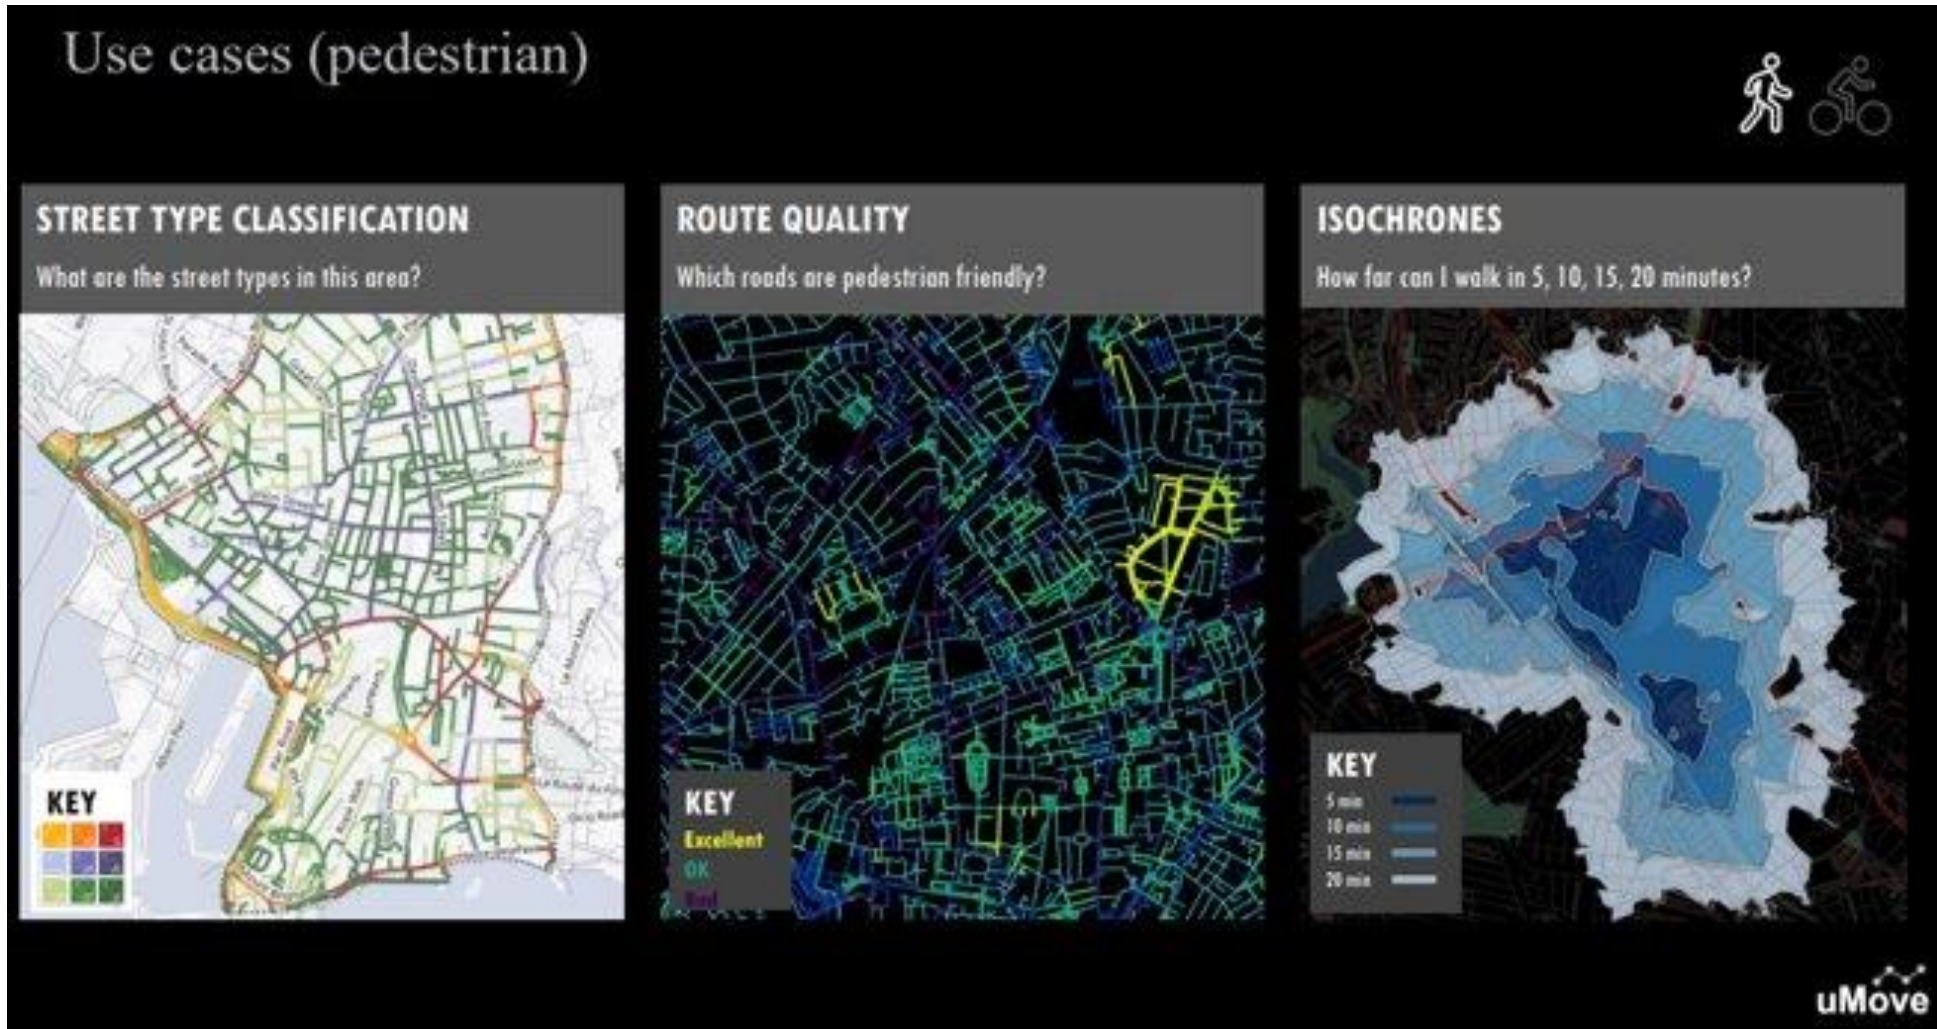 Use cases (pedestrian)
STREET TYPE CLASSIFICATION
What are the street types in this area?
KEY
ROUTE QUALITY
Which roads are pedestrian friendly?
KEY
Excellent
OK
Bad
ISOCHRONES
How far can I walk in 5, 10, 15, 20 minutes?
KEY
5 min
10 min
15 min
20 min
uMove